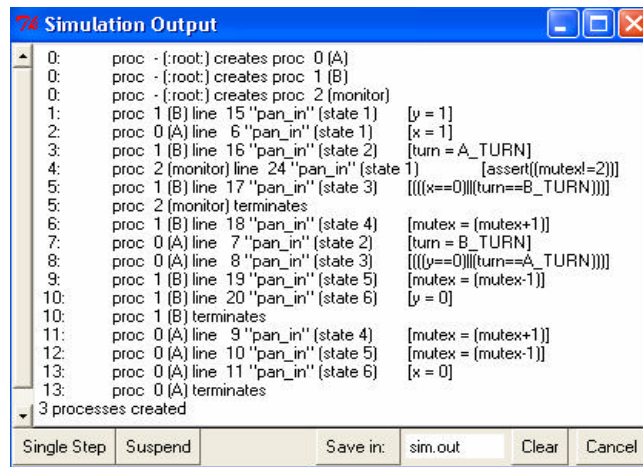 Simulation Output
0: proc - (:root:) creates proc 0 (A)
0: proc - (:root:) creates proc 1 (B)
0: proc - (:root:) creates proc 2 (monitor)
1: proc 1 (B) line 15 "pan_in" (state 1) [y = 1]
2: proc 0 (A) line 6 "pan_in" (state 1) [x = 1]
3: proc 1 (B) line 16 "pan_in" (state 2) [turn = A_TURN]
4: proc 2 (monitor) line 24 "pan_in" (state 1) [assert((mutex!=2))]
5: proc 1 (B) line 17 "pan_in" (state 3) [(((x==0)||(turn==B_TURN)))]
5: proc 2 (monitor) terminates
6: proc 1 (B) line 18 "pan_in" (state 4) [mutex = (mutex+1)]
7: proc 0 (A) line 7 "pan_in" (state 2) [turn = B_TURN]
8: proc 0 (A) line 8 "pan_in" (state 3) [(((y==0)||(turn==A_TURN)))]
9: proc 1 (B) line 19 "pan_in" (state 5) [mutex = (mutex-1)]
10: proc 1 (B) line 20 "pan_in" (state 6) [y = 0]
10: proc 1 (B) terminates
11: proc 0 (A) line 9 "pan_in" (state 4) [mutex = (mutex+1)]
12: proc 0 (A) line 10 "pan_in" (state 5) [mutex = (mutex-1)]
13: proc 0 (A) line 11 "pan_in" (state 6) [x = 0]
13: proc 0 (A) terminates
3 processes created
Single Step Suspend Save in: sim.out Clear Cancel